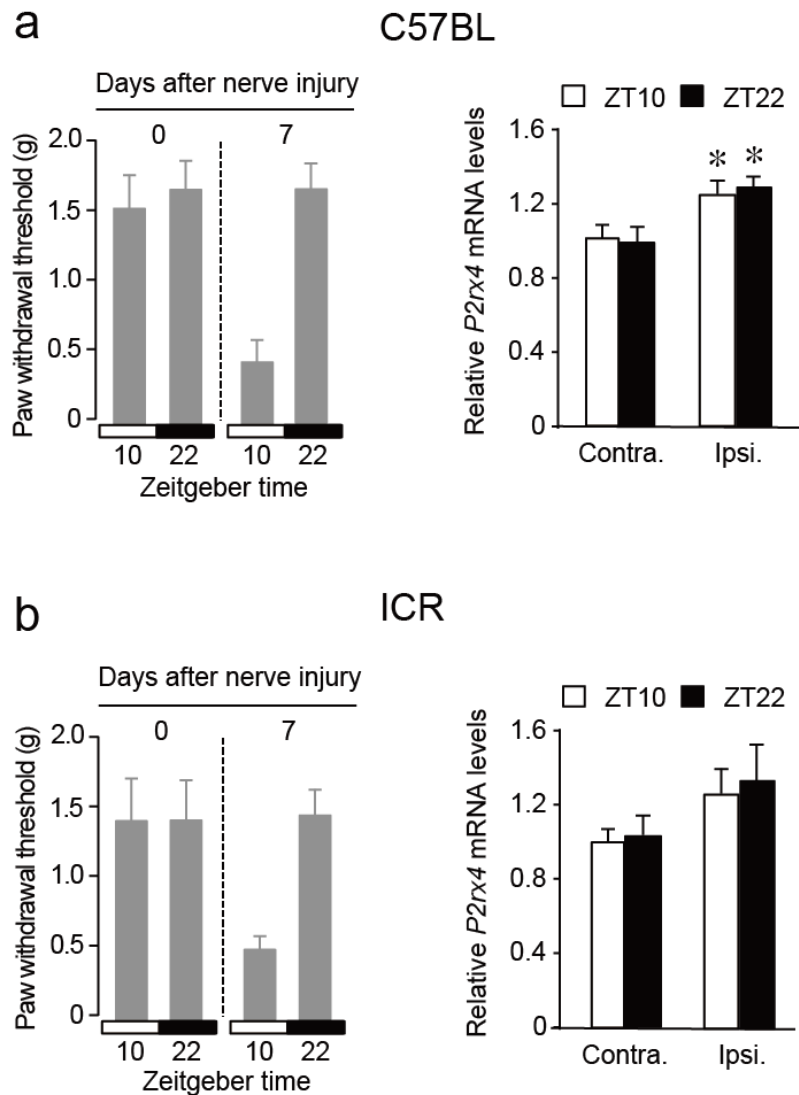 a
C57BL
Days after nerve injury
0 7
Paw withdrawal threshold (g)
2.0
1.5
1.0
0.5
0
10 22 10 22
Zeitgeber time
ZT10 ZT22
Relative P2rx4 mRNA levels
1.6
1.2
0.8
0.4
0
* *
Contra. Ipsi.
b
ICR
Days after nerve injury
0 7
Paw withdrawal threshold (g)
2.0
1.5
1.0
0.5
0
10 22 10 22
Zeitgeber time
ZT10 ZT22
Relative P2rx4 mRNA levels
1.6
1.2
0.8
0.4
0
Contra. Ipsi.